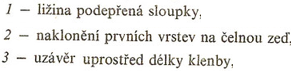 1 — ližina podepřená sloupky,
2 — naklonění prvních vrstev na čelnou zeď,
3 — uzávěr uprostřed délky klenby,